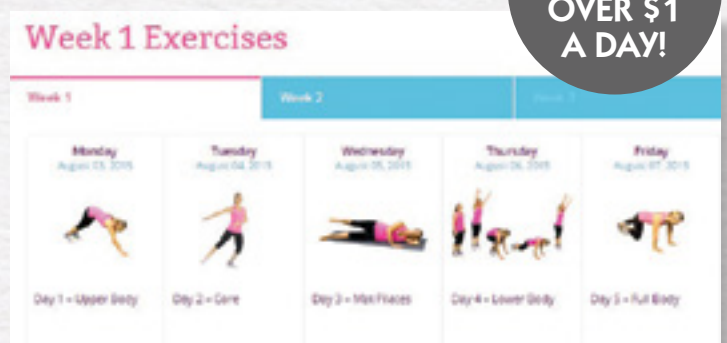 OVER $1
A DAY!
Week 1 Exercises
Week 1
Week 2
Monday
August 03, 2015
Tuesday
August 04, 2015
Wednesday
August 05, 2015
Thursday
August 06, 2015
Friday
August 07, 2015
Day 1 - Upper Body
Day 2 - Core
Day 3 - Mat Pilates
Day 4 - Lower Body
Day 5 - Full Body